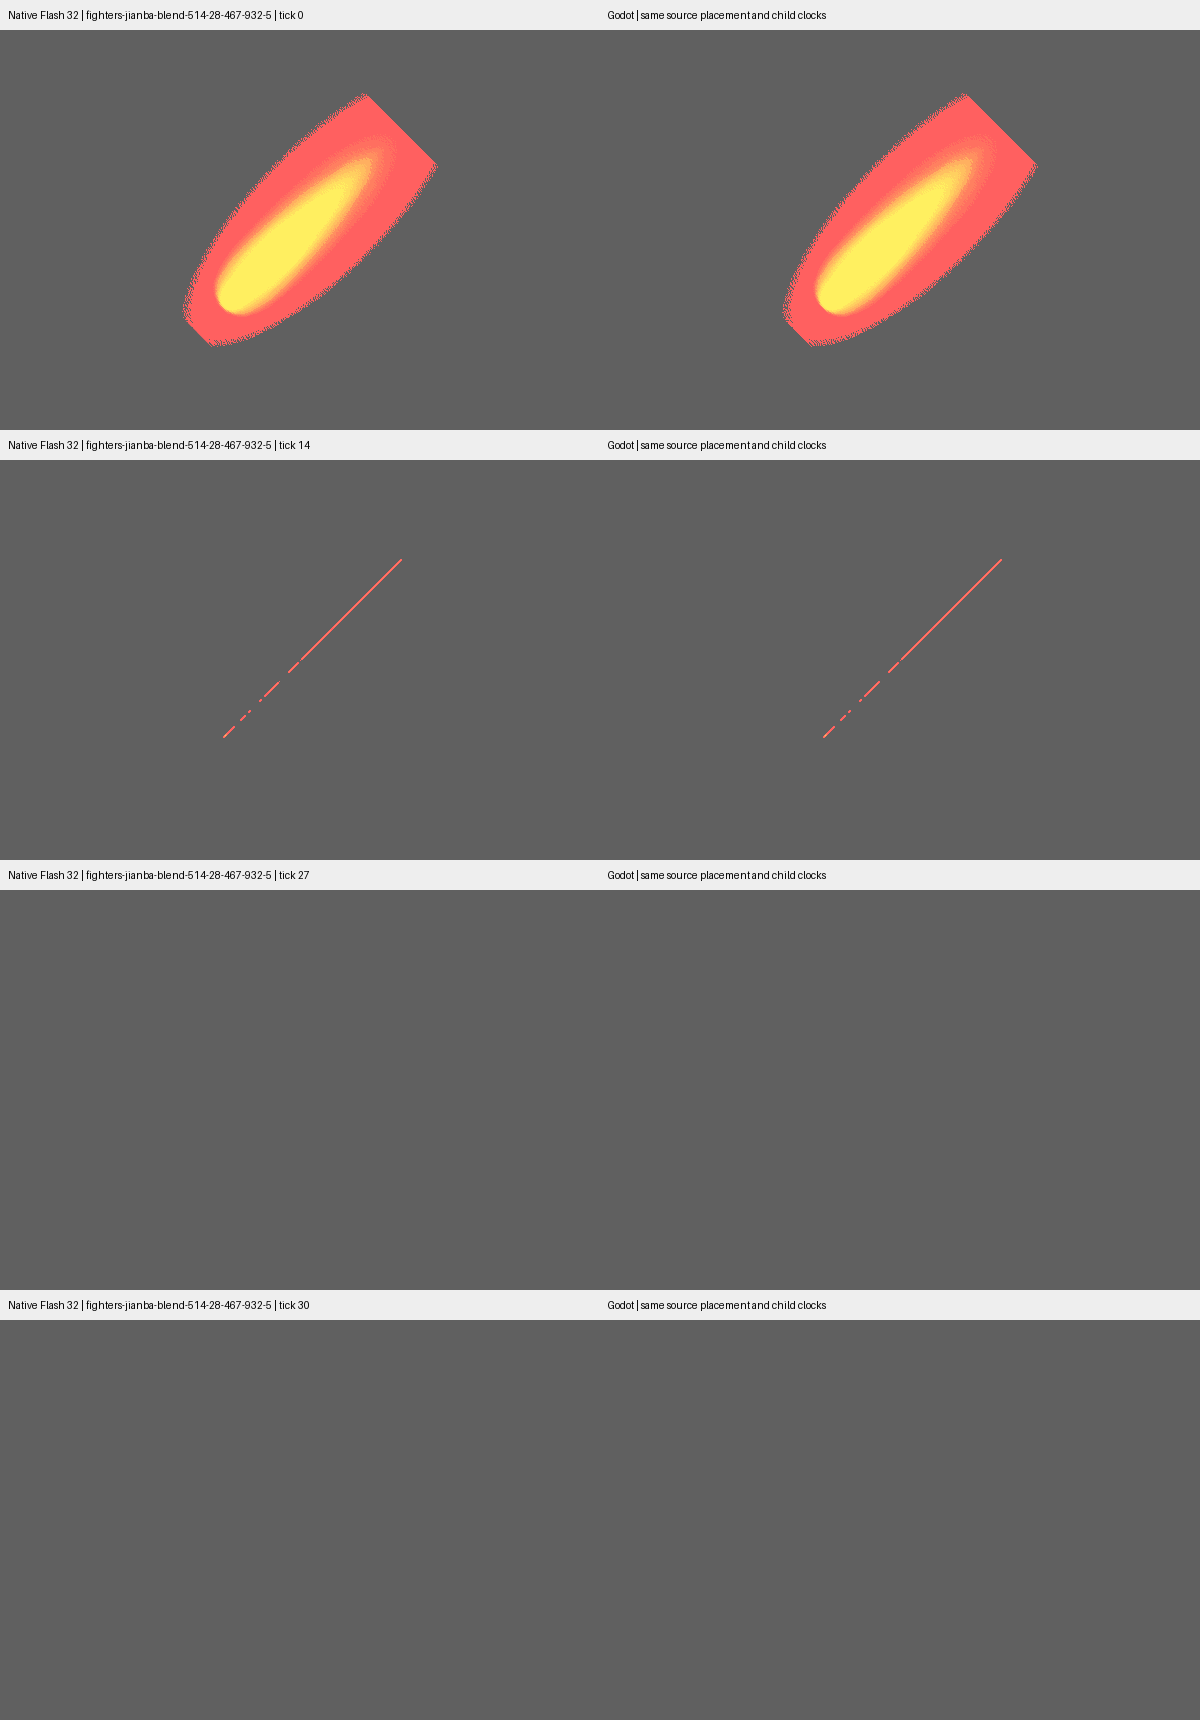 Native Flash 32 | fighters-jianba-blend-514-28-467-932-5 | tick 0
Godot | same source placement and child clocks
Native Flash 32 | fighters-jianba-blend-514-28-467-932-5 | tick 14
Godot | same source placement and child clocks
Native Flash 32 | fighters-jianba-blend-514-28-467-932-5 | tick 27
Godot | same source placement and child clocks
Native Flash 32 | fighters-jianba-blend-514-28-467-932-5 | tick 30
Godot | same source placement and child clocks